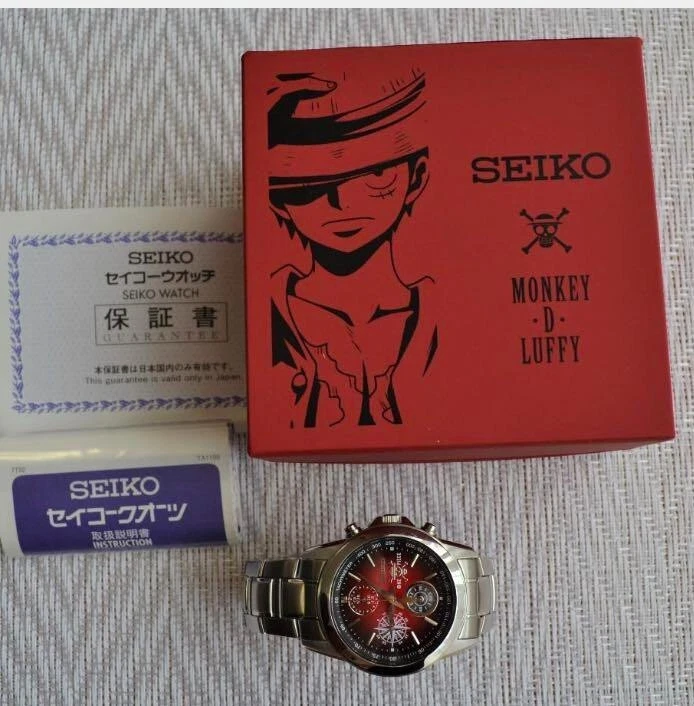 SEIKO
MONKEY
·D·
LUFFY
SEIKO
セイコーウオッチ
SEIKO WATCH
保証書
GUARANTEE
本保証書は日本国内のみ有効です。
This guarantee is valid only in Japan.
SEIKO
セイコークオーツ
取扱説明書
INSTRUCTION
TACHYMETER